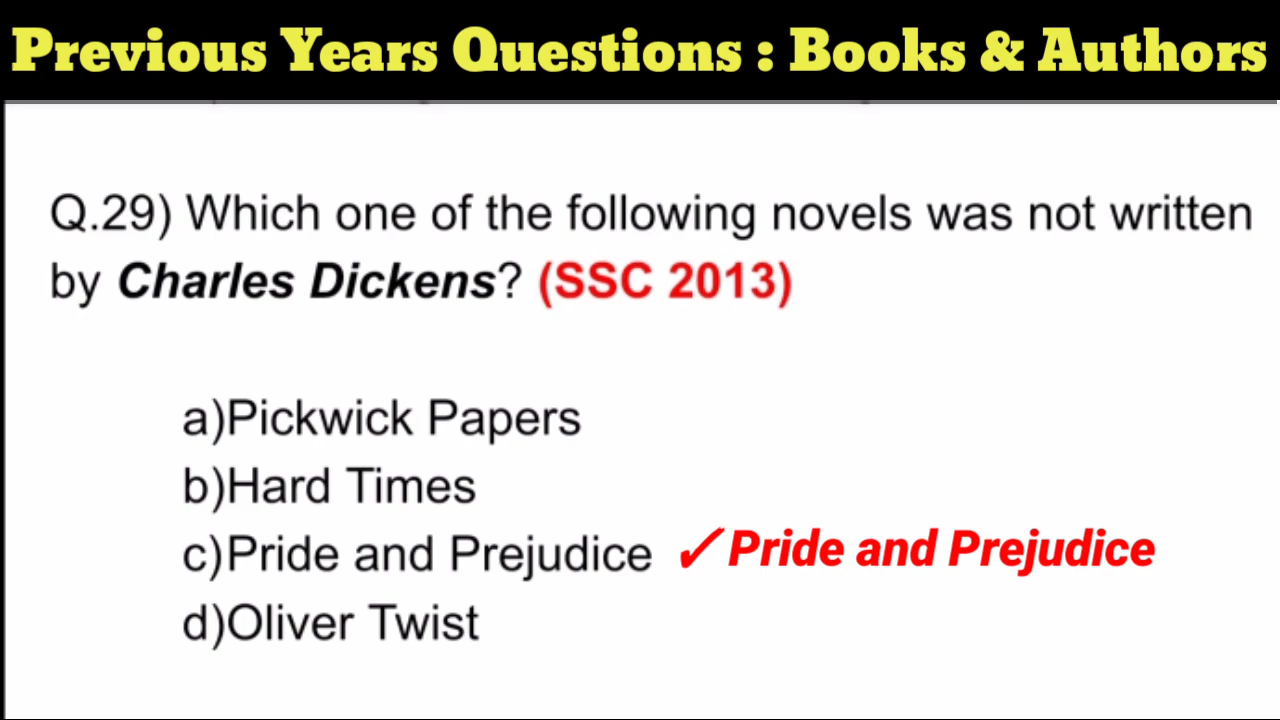 Previous Years Questions : Books & Authors
Q.29) Which one of the following novels was not written
by Charles Dickens? (SSC 2013)
a)Pickwick Papers
b)Hard Times
c)Pride and Prejudice ✓ Pride and Prejudice
d)Oliver Twist